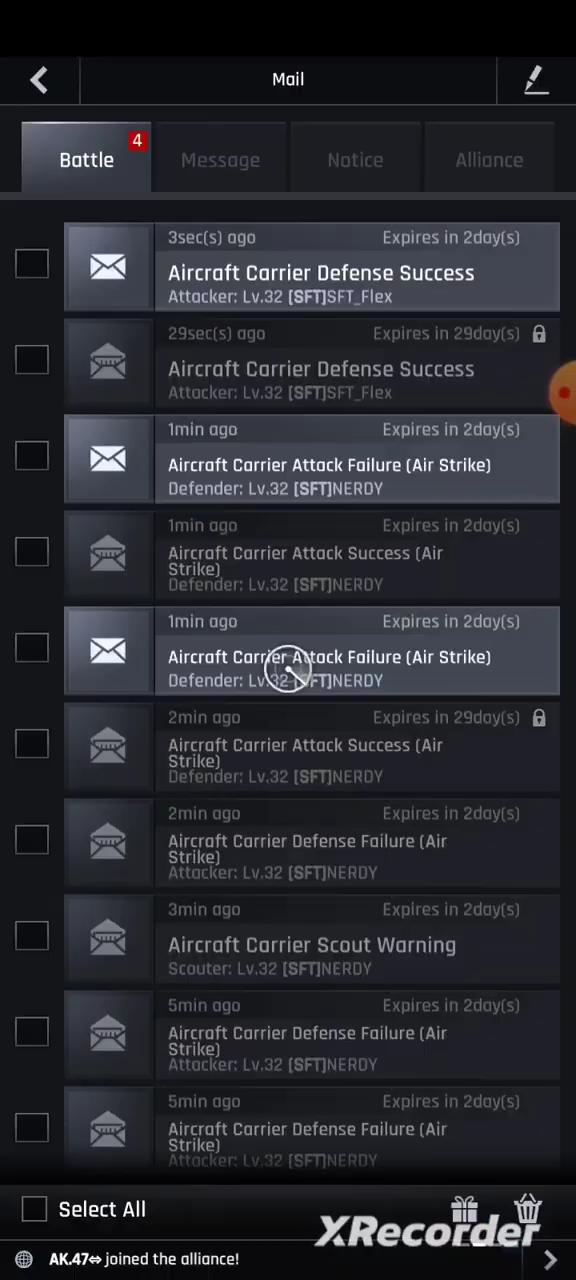 Mail
Battle
4
Message
Notice
Alliance
3sec(s) ago
Expires in 2day(s)
Aircraft Carrier Defense Success
Attacker: Lv.32 [SFT]SFT_Flex
29sec(s) ago
Expires in 29day(s)
Aircraft Carrier Defense Success
Attacker: Lv.32 [SFT]SFT_Flex
1min ago
Expires in 2day(s)
Aircraft Carrier Attack Failure (Air Strike)
Defender: Lv.32 [SFT]NERDY
1min ago
Expires in 2day(s)
Aircraft Carrier Attack Success (Air
Strike)
Defender: Lv.32 [SFT]NERDY
1min ago
Expires in 2day(s)
Aircraft Carrier Attack Failure (Air Strike)
Defender: Lv.32 [SFT]NERDY
2min ago
Expires in 29day(s)
Aircraft Carrier Attack Success (Air
Strike)
Defender: Lv.32 [SFT]NERDY
2min ago
Expires in 2day(s)
Aircraft Carrier Defense Failure (Air
Strike)
Attacker: Lv.32 [SFT]NERDY
3min ago
Expires in 2day(s)
Aircraft Carrier Scout Warning
Scouter: Lv.32 [SFT]NERDY
5min ago
Expires in 2day(s)
Aircraft Carrier Defense Failure (Air
Strike)
Attacker: Lv.32 [SFT]NERDY
5min ago
Expires in 2day(s)
Aircraft Carrier Defense Failure (Air
Strike)
Attacker: Lv.32 [SFT]NERDY
Select All
XRecorder
AK.47⇔ joined the alliance!